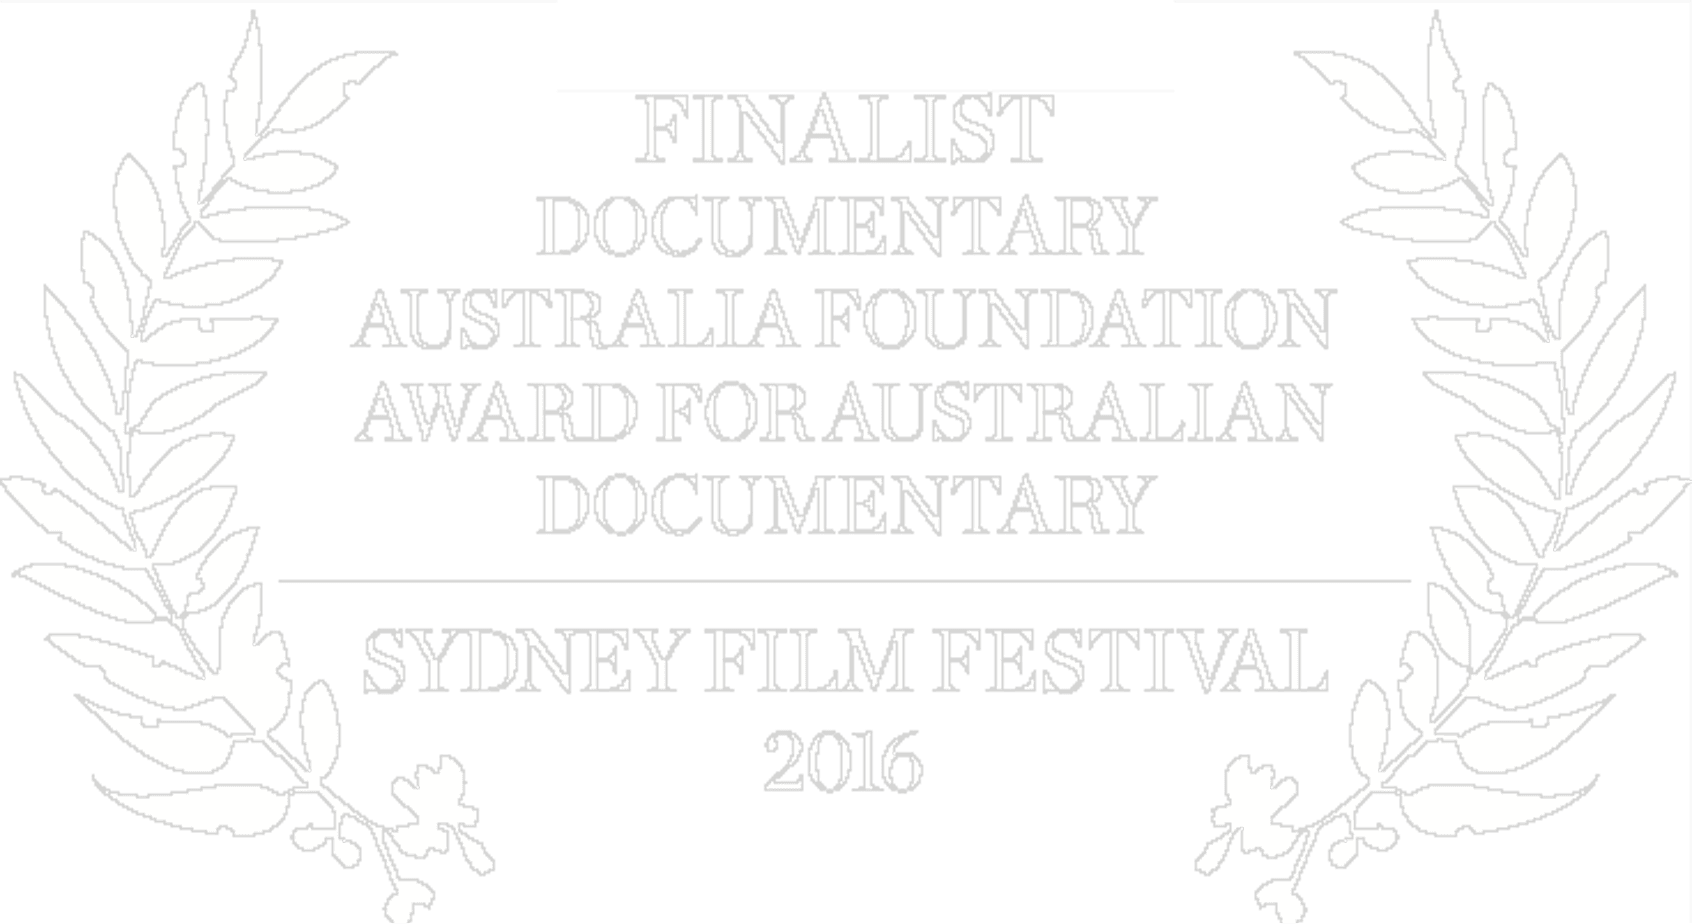 FINALIST
DOCUMENTARY
AUSTRALIA FOUNDATION
AWARD FOR AUSTRALIAN
DOCUMENTARY
SYDNEY FILM FESTIVAL
2016